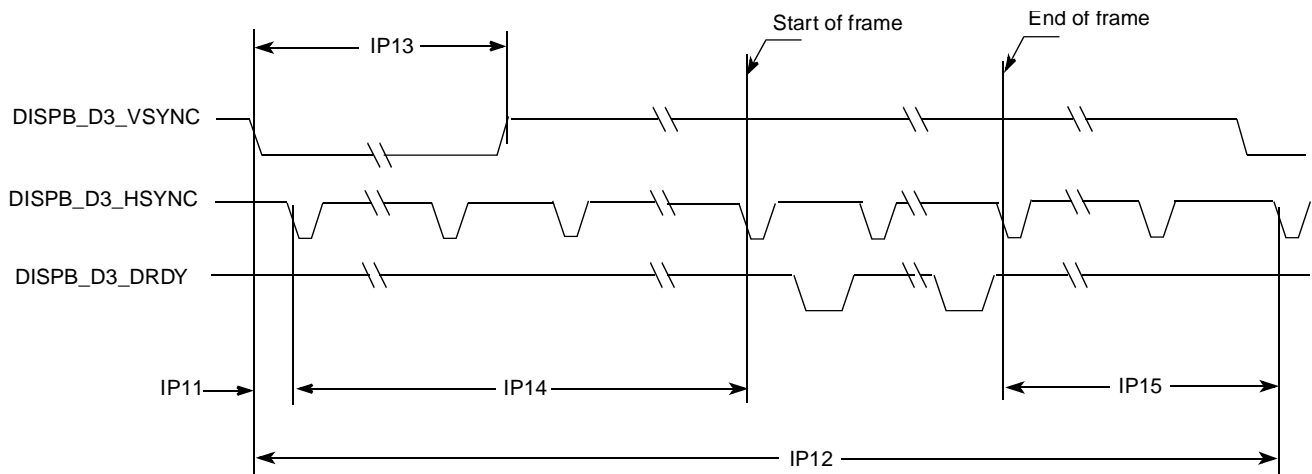 Start of frame
End of frame
IP13
DISPB_D3_VSYNC
DISPB_D3_HSYNC
DISPB_D3_DRDY
IP11
IP14
IP15
IP12